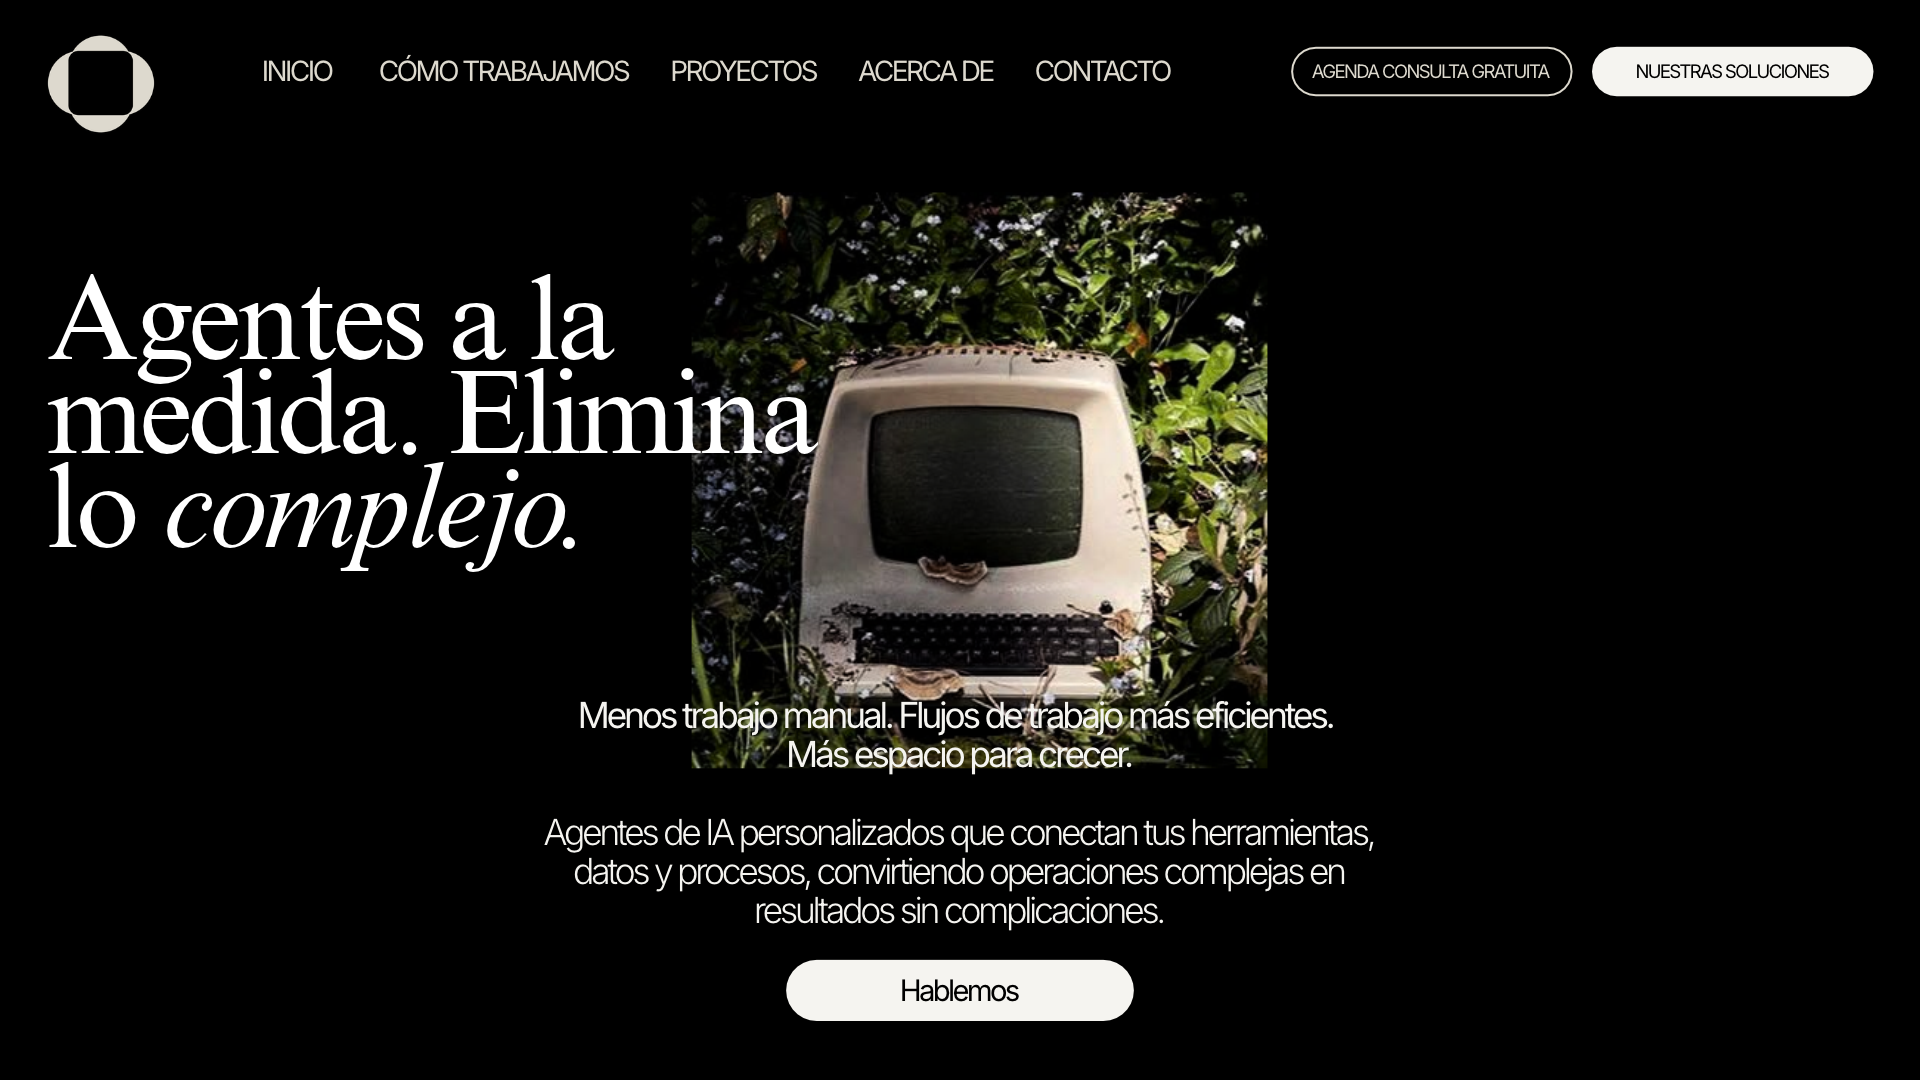 INICIO
CÓMO TRABAJAMOS
PROYECTOS
ACERCA DE
CONTACTO
AGENDA CONSULTA GRATUITA
NUESTRAS SOLUCIONES
Agentes a la
medida. Elimina
lo complejo.
Menos trabajo manual. Flujos de trabajo más eficientes.
Más espacio para crecer.
Agentes de IA personalizados que conectan tus herramientas,
datos y procesos, convirtiendo operaciones complejas en
resultados sin complicaciones.
Hablemos